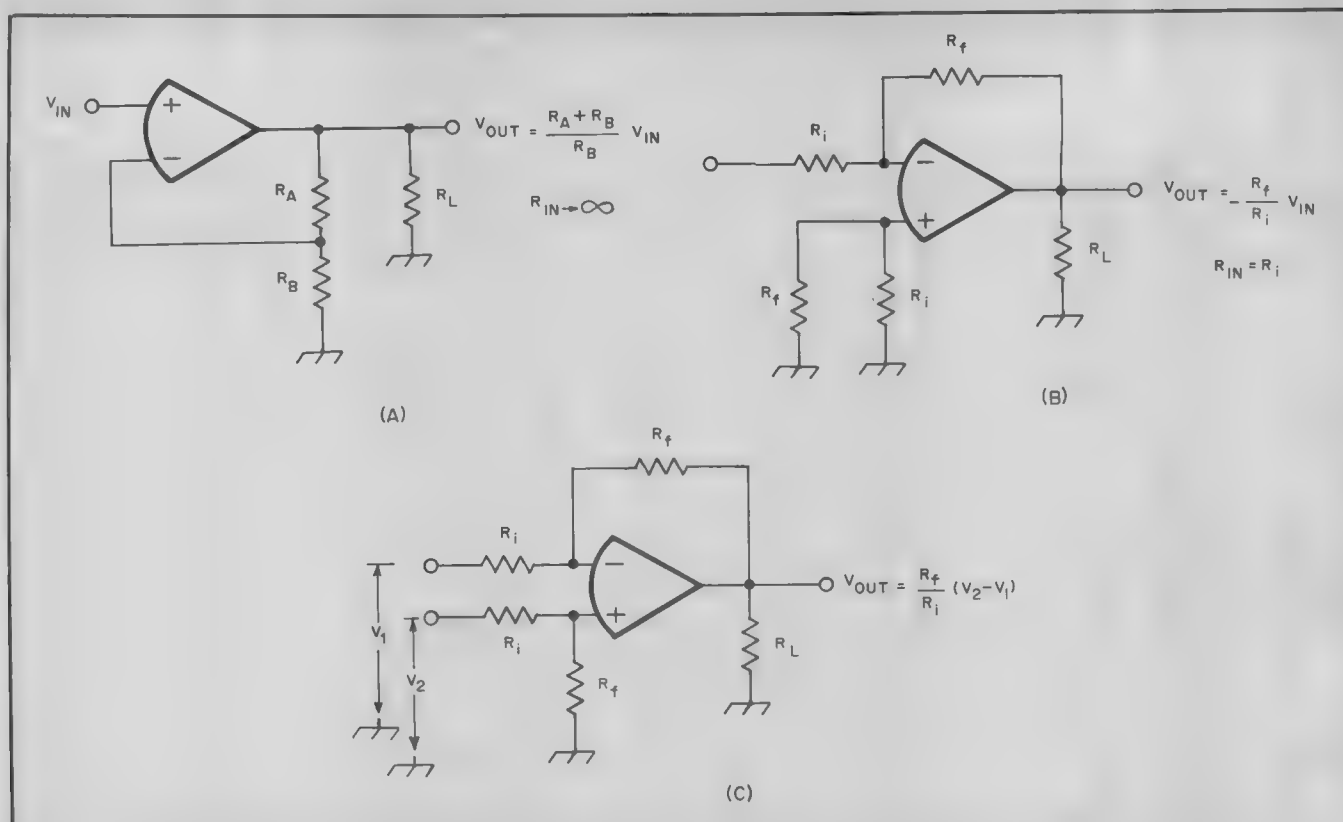 V_IN
+
−
R_A
R_B
R_L
V_OUT = (R_A + R_B)/R_B V_IN
R_IN → ∞
(A)
R_f
R_i
−
+
R_f
R_i
R_L
V_OUT = −R_f/R_i V_IN
R_IN = R_i
(B)
R_f
R_i
−
+
R_i
R_f
R_L
V_1
V_2
V_OUT = R_f/R_i (V_2 − V_1)
(C)